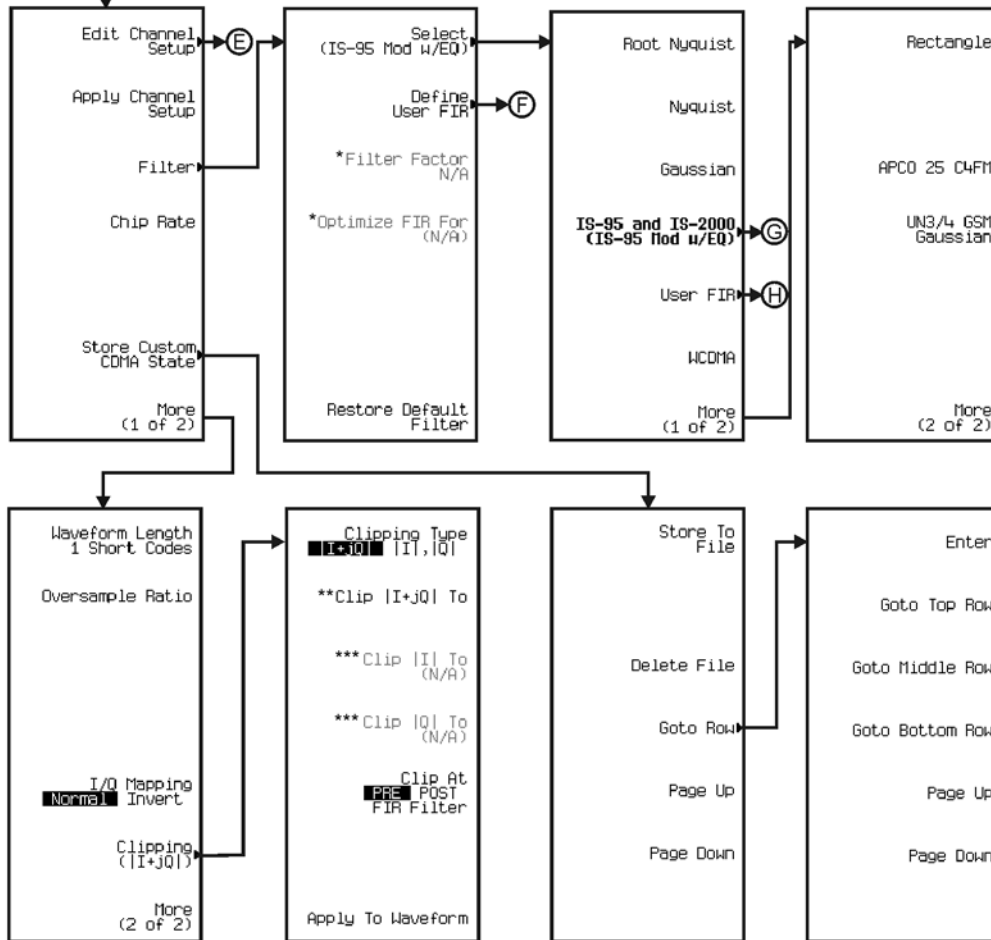 Edit Channel
Setup
E
Apply Channel
Setup
Filter
Chip Rate
Store Custom
CDMA State
More
(1 of 2)
Select
(IS-95 Mod w/EQ)
Define
User FIR
F
*Filter Factor
N/A
*Optimize FIR For
(N/A)
Restore Default
Filter
Root Nyquist
Nyquist
Gaussian
IS-95 and IS-2000
(IS-95 Mod w/EQ)
G
User FIR
H
WCDMA
More
(1 of 2)
Rectangle
APCO 25 C4FM
UN3/4 GSM
Gaussian
More
(2 of 2)
Waveform Length
1 Short Codes
Oversample Ratio
I/Q Mapping
Normal Invert
Clipping
(|I+jQ|)
More
(2 of 2)
Clipping Type
|I+jQ| |I|,|Q|
**Clip |I+jQ| To
***Clip |I| To
(N/A)
***Clip |Q| To
(N/A)
Clip At
PRE POST
FIR Filter
Apply To Waveform
Store To
File
Delete File
Goto Row
Page Up
Page Down
Enter
Goto Top Row
Goto Middle Row
Goto Bottom Row
Page Up
Page Down